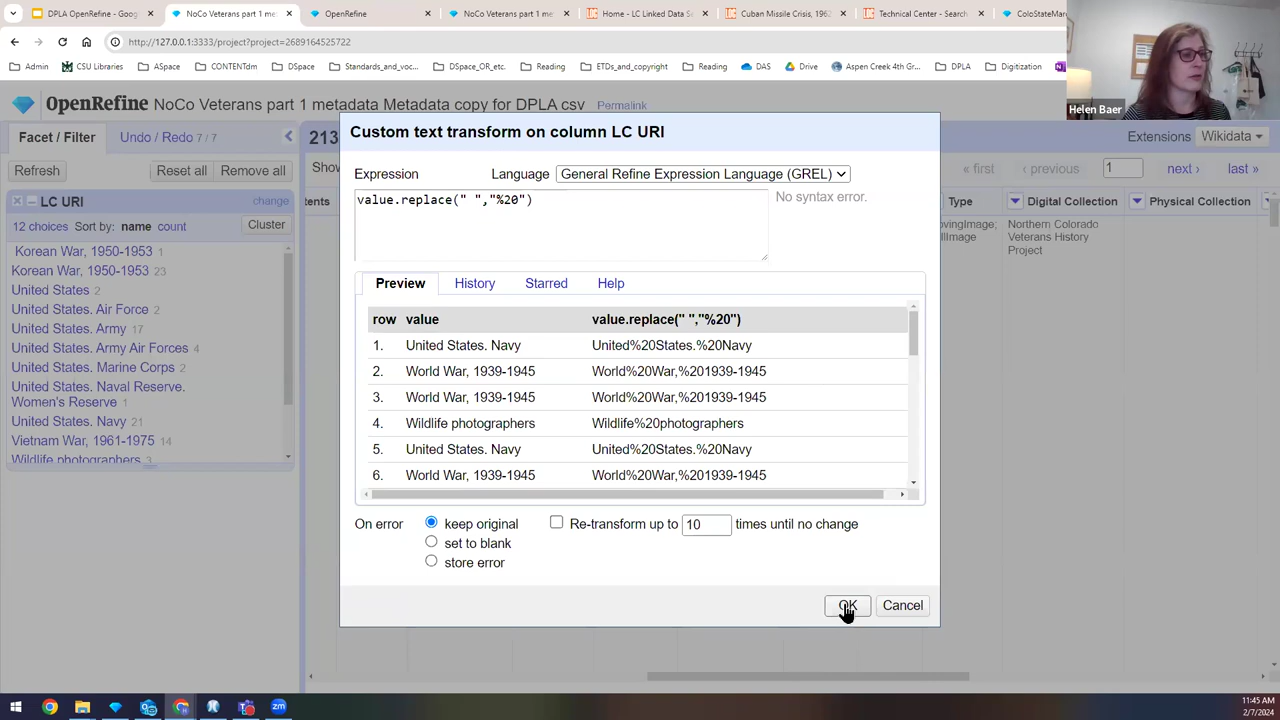 DPLA OpenRefine - Google Slides
NoCo Veterans part 1 me
OpenRefine
NoCo Veterans part 1 me
Home - LC Linked Data Se
Cuban Missile Crisis, 1962
Technical Center - Search
ColoStateMar
http://127.0.0.1:3333/project?project=2689164525722
Admin
CSU Libraries
ASpace
CONTENTdm
DSpace
Standards_and_voc...
DSpace_OR_etc.
Reading
ETDs_and_copyright
Reading
DAS
Drive
Aspen Creek 4th Gr...
DPLA
Digitization
Helen Baer
OpenRefine NoCo Veterans part 1 metadata Metadata copy for DPLA csv Permalink
Facet / Filter
Undo / Redo 7 / 7
213
Extensions Wikidata
Refresh
Reset all
Remove all
Show
« first ‹ previous 1 next › last »
LC URI
change
12 choices Sort by: name count
Cluster
Korean War, 1950-1953 1
Korean War, 1950-1953 23
United States 2
United States. Air Force 2
United States. Army 17
United States. Army Air Forces 4
United States. Marine Corps 2
United States. Naval Reserve.
Women's Reserve 1
United States. Navy 21
Vietnam War, 1961-1975 14
Wildlife photographers 3
tents
Type
Digital Collection
Physical Collection
Northern Colorado
Veterans History
Project
Custom text transform on column LC URI
Expression
Language General Refine Expression Language (GREL)
value.replace(" ","%20")
No syntax error.
Preview
History
Starred
Help
row value value.replace(" ","%20")
1. United States. Navy United%20States.%20Navy
2. World War, 1939-1945 World%20War,%201939-1945
3. World War, 1939-1945 World%20War,%201939-1945
4. Wildlife photographers Wildlife%20photographers
5. United States. Navy United%20States.%20Navy
6. World War, 1939-1945 World%20War,%201939-1945
On error
keep original
set to blank
store error
Re-transform up to 10 times until no change
OK
Cancel
11:45 AM
2/7/2024